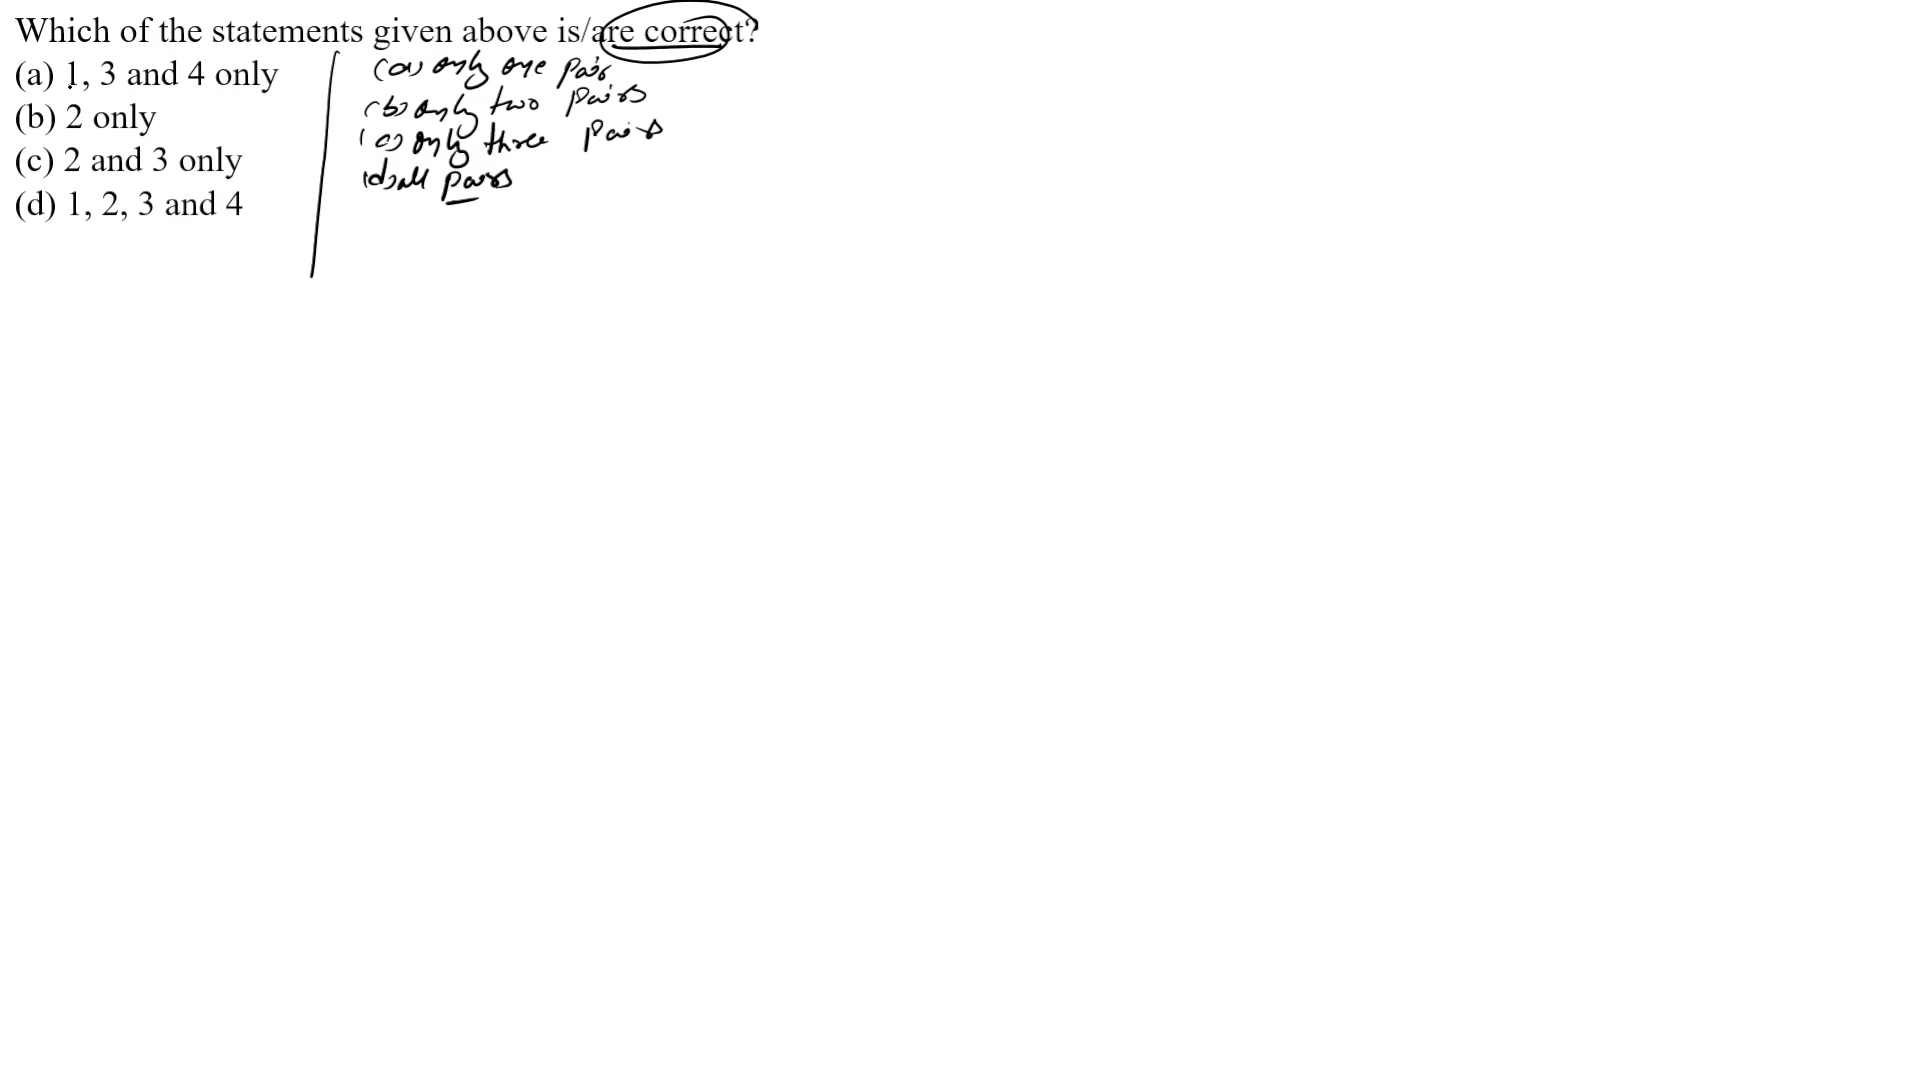 Which of the statements given above is/are correct?
(a) 1, 3 and 4 only
(b) 2 only
(c) 2 and 3 only
(d) 1, 2, 3 and 4
(a) only one pair
(b) only two pairs
(c) only three pairs
(d) all pairs